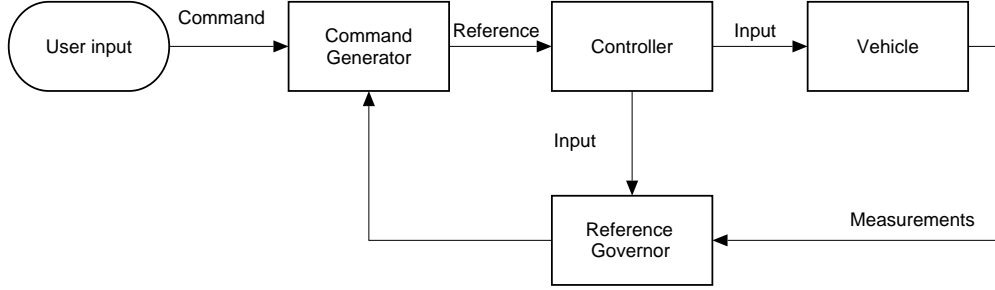 Command
Reference
Input
User input
Command
Generator
Controller
Vehicle
Input
Reference
Governor
Measurements